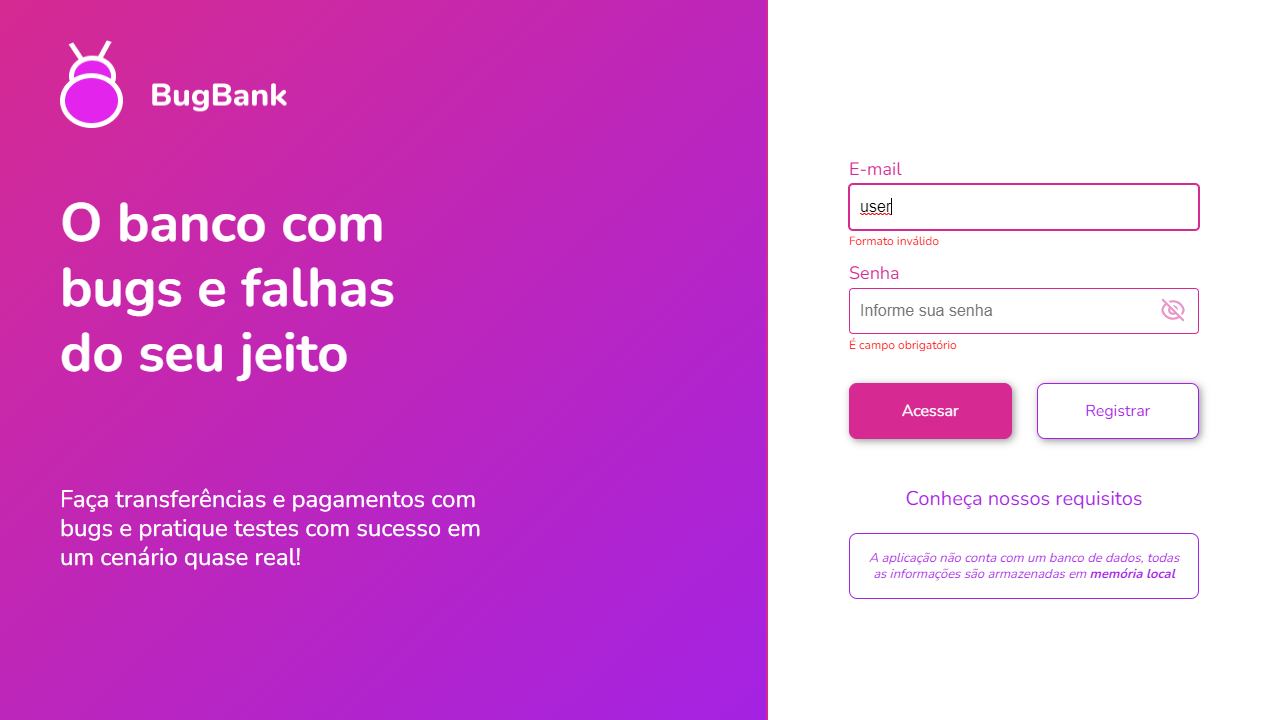 BugBank
O banco com
bugs e falhas
do seu jeito
Faça transferências e pagamentos com
bugs e pratique testes com sucesso em
um cenário quase real!
E-mail
user
Formato inválido
Senha
Informe sua senha
É campo obrigatório
Acessar
Registrar
Conheça nossos requisitos
A aplicação não conta com um banco de dados, todas
as informações são armazenadas em memória local